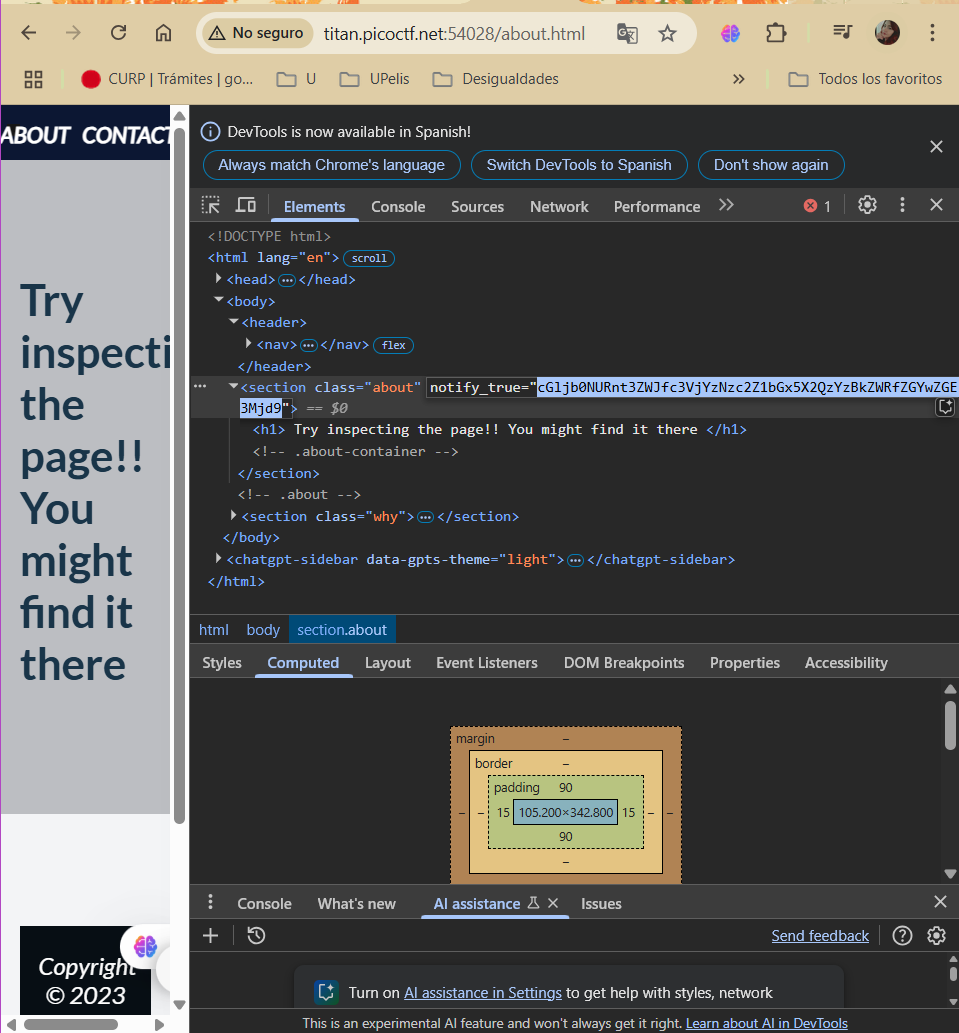 No seguro
titan.picoctf.net:54028/about.html
CURP | Trámites | go...
U
UPelis
Desigualdades
»
Todos los favoritos
ABOUT CONTACT
Try
inspecti
the
page!!
You
might
find it
there
Copyright
© 2023
DevTools is now available in Spanish!
Always match Chrome's language
Switch DevTools to Spanish
Don't show again
Elements
Console
Sources
Network
Performance
1
<!DOCTYPE html>
<html lang="en"> scroll
<head> ··· </head>
<body>
<header>
<nav> ··· </nav> flex
</header>
<section class="about" notify_true="cGljb0NURnt3ZWJfc3VjYzNzc2Z1bGx5X2QzYzBkZWRfZGYwZGE
3Mjd9"> == $0
<h1> Try inspecting the page!! You might find it there </h1>
<!-- .about-container -->
</section>
<!-- .about -->
<section class="why"> ··· </section>
</body>
<chatgpt-sidebar data-gpts-theme="light"> ··· </chatgpt-sidebar>
</html>
html
body
section.about
Styles
Computed
Layout
Event Listeners
DOM Breakpoints
Properties
Accessibility
margin –
border –
padding 90
– – 15 105.200×342.800 15 – –
90
–
Console
What's new
AI assistance
Issues
Send feedback
Turn on AI assistance in Settings to get help with styles, network
This is an experimental AI feature and won't always get it right. Learn about AI in DevTools